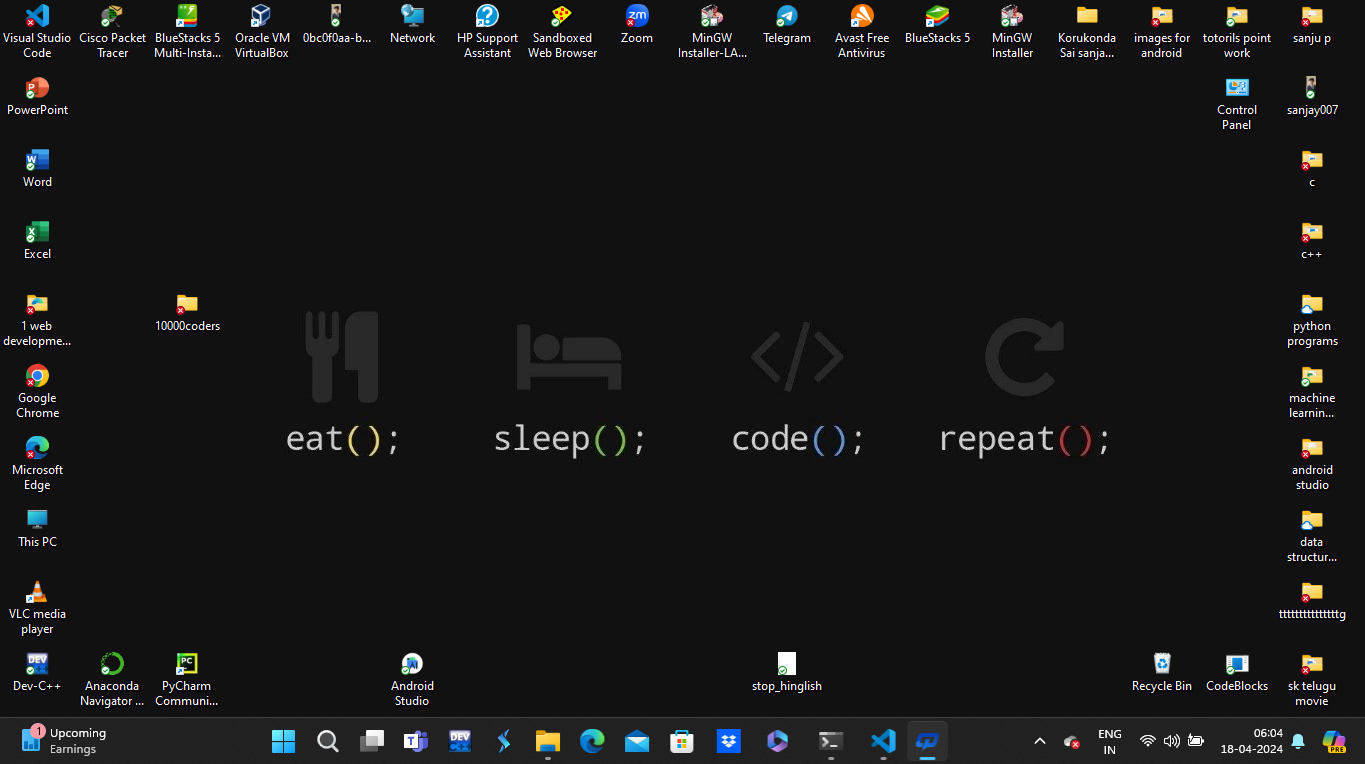 Visual Studio
Code
Cisco Packet
Tracer
BlueStacks 5
Multi-Insta...
Oracle VM
VirtualBox
0bc0f0aa-b...
Network
HP Support
Assistant
Sandboxed
Web Browser
zm
Zoom
MinGW
Installer-LA...
Telegram
Avast Free
Antivirus
BlueStacks 5
MinGW
Installer
Korukonda
Sai sanja...
images for
android
totorils point
work
sanju p
PowerPoint
Control
Panel
sanjay007
Word
c
Excel
c++
1 web
developme...
10000coders
python
programs
Google
Chrome
machine
learnin...
eat();
sleep();
code();
repeat();
Microsoft
Edge
android
studio
This PC
data
structur...
VLC media
player
tttttttttttttttg
DEV
Dev-C++
Anaconda
Navigator ...
PC
PyCharm
Communi...
Android
Studio
stop_hinglish
Recycle Bin
CodeBlocks
sk telugu
movie
1
Upcoming
Earnings
DEV
ENG
IN
06:04
18-04-2024
PRE